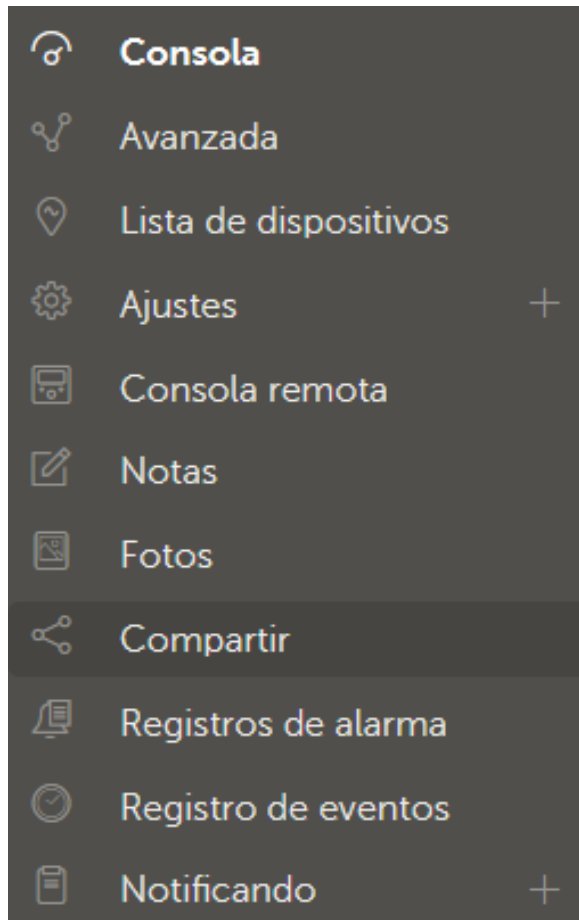 Consola
Avanzada
Lista de dispositivos
Ajustes
Consola remota
Notas
Fotos
Compartir
Registros de alarma
Registro de eventos
Notificando